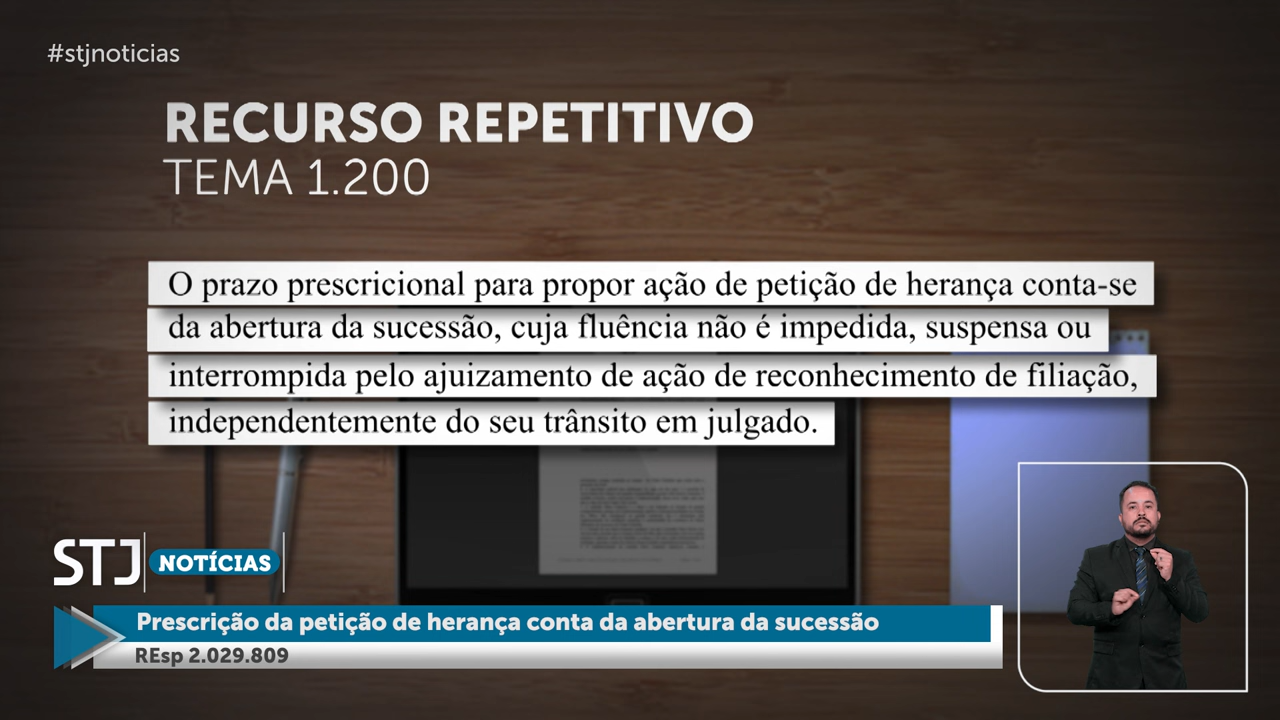 #stjnoticias
RECURSO REPETITIVO
TEMA 1.200
O prazo prescricional para propor ação de petição de herança conta-se
da abertura da sucessão, cuja fluência não é impedida, suspensa ou
interrompida pelo ajuizamento de ação de reconhecimento de filiação,
independentemente do seu trânsito em julgado.
STJ NOTÍCIAS
Prescrição da petição de herança conta da abertura da sucessão
REsp 2.029.809